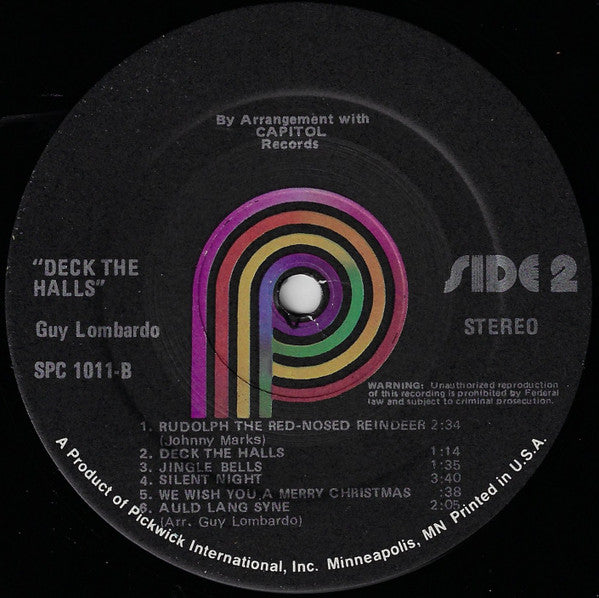 By Arrangement with
CAPITOL
Records
"DECK THE
HALLS"
Guy Lombardo
SPC 1011-B
SIDE 2
STEREO
WARNING: Unauthorized reproduction
of this recording is prohibited by Federal
law and subject to criminal prosecution.
1. RUDOLPH THE RED-NOSED REINDEER 2:34
(Johnny Marks)
2. DECK THE HALLS 1:14
3. JINGLE BELLS 1:35
4. SILENT NIGHT 3:40
5. WE WISH YOU A MERRY CHRISTMAS :38
6. AULD LANG SYNE 2:05
(Arr. Guy Lombardo)
A Product of Pickwick International, Inc. Minneapolis, MN Printed in U.S.A.